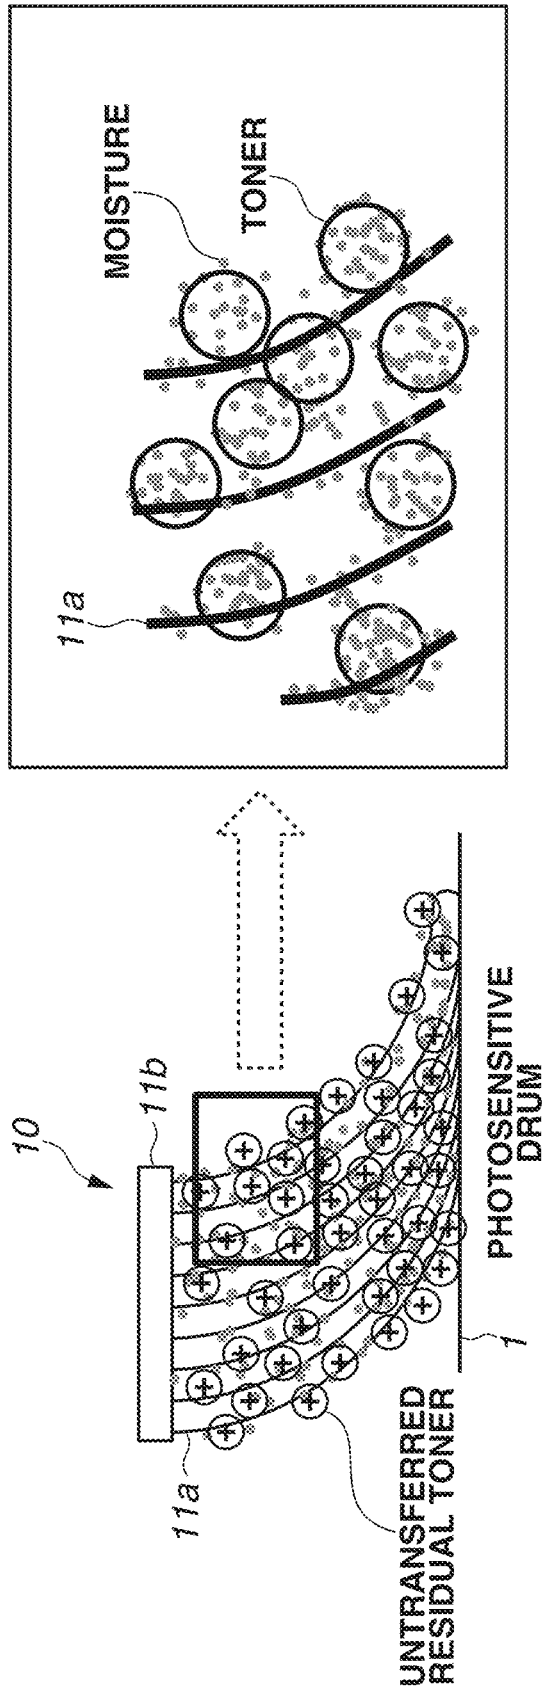 10
11b
11a
UNTRANSFERRED
RESIDUAL TONER
1
PHOTOSENSITIVE
DRUM
11a
MOISTURE
TONER